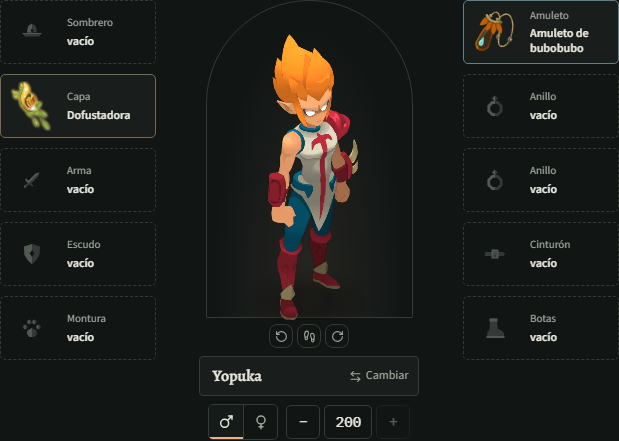 Sombrero
vacío
Capa
Dofustadora
Arma
vacío
Escudo
vacío
Montura
vacío
Amuleto
Amuleto de
bubobubo
Anillo
vacío
Anillo
vacío
Cinturón
vacío
Botas
vacío
Yopuka
Cambiar
200